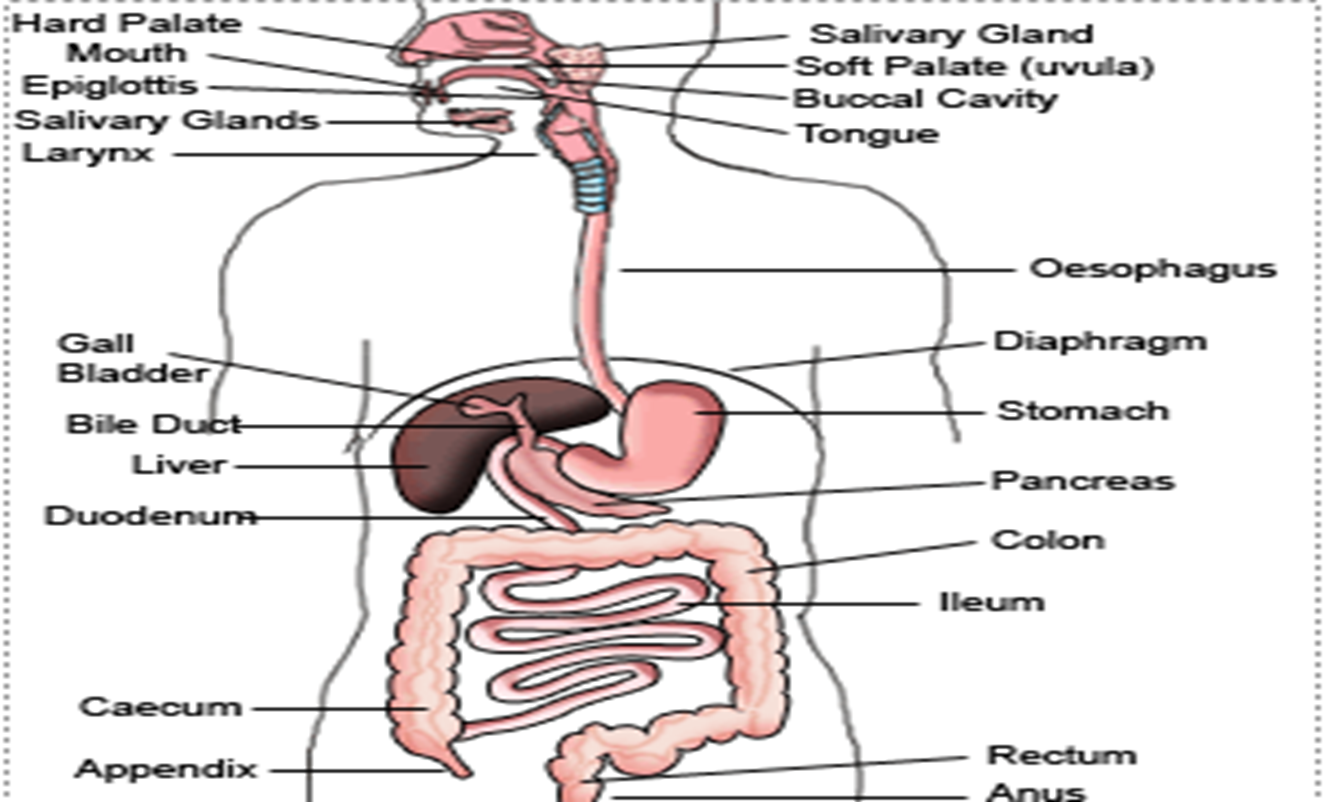 Hard Palate
Mouth
Epiglottis
Salivary Glands
Larynx
Gall
Bladder
Bile Duct
Liver
Duodenum
Caecum
Appendix
Salivary Gland
Soft Palate (uvula)
Buccal Cavity
Tongue
Oesophagus
Diaphragm
Stomach
Pancreas
Colon
Ileum
Rectum
Anus